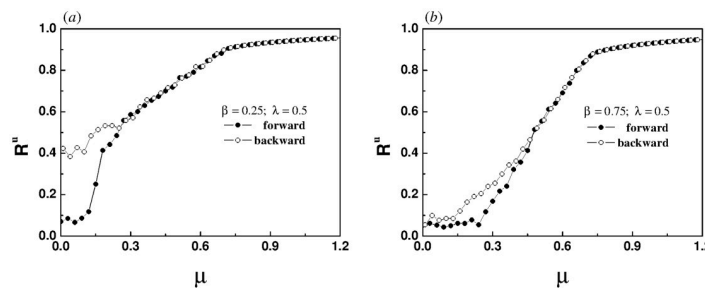 (a)
1.0
0.8
0.6
0.4
0.2
0.0
R^u
β = 0.25; λ = 0.5
forward
backward
0.0 0.3 0.6 0.9 1.2
μ
(b)
1.0
0.8
0.6
0.4
0.2
0.0
R^u
β = 0.75; λ = 0.5
forward
backward
0.0 0.3 0.6 0.9 1.2
μ